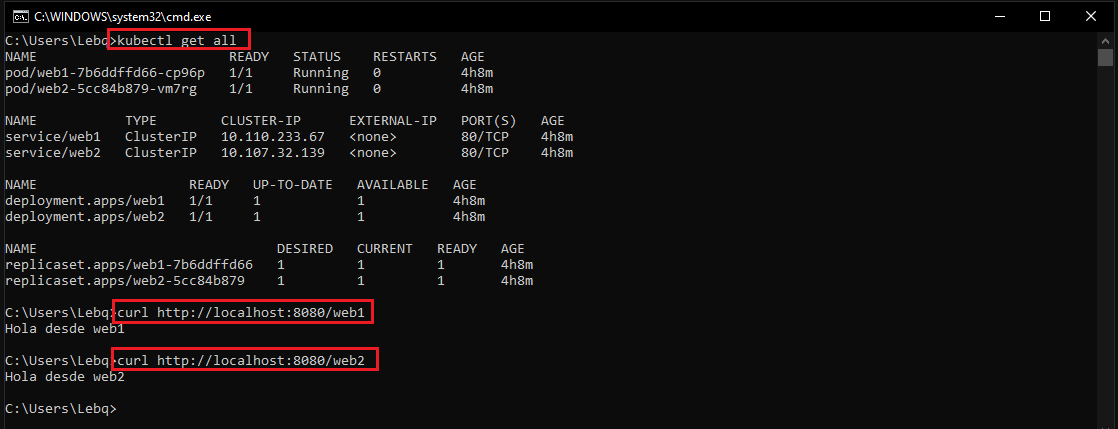 C:\WINDOWS\system32\cmd.exe
C:\Users\Lebq>kubectl get all
NAME                        READY   STATUS    RESTARTS   AGE
pod/web1-7b6ddffd66-cp96p   1/1     Running   0          4h8m
pod/web2-5cc84b879-vm7rg    1/1     Running   0          4h8m
NAME           TYPE        CLUSTER-IP      EXTERNAL-IP   PORT(S)   AGE
service/web1   ClusterIP   10.110.233.67   <none>        80/TCP    4h8m
service/web2   ClusterIP   10.107.32.139   <none>        80/TCP    4h8m
NAME                   READY   UP-TO-DATE   AVAILABLE   AGE
deployment.apps/web1   1/1     1            1           4h8m
deployment.apps/web2   1/1     1            1           4h8m
NAME                              DESIRED   CURRENT   READY   AGE
replicaset.apps/web1-7b6ddffd66   1         1         1       4h8m
replicaset.apps/web2-5cc84b879    1         1         1       4h8m
C:\Users\Lebq>curl http://localhost:8080/web1
Hola desde web1
C:\Users\Lebq>curl http://localhost:8080/web2
Hola desde web2
C:\Users\Lebq>